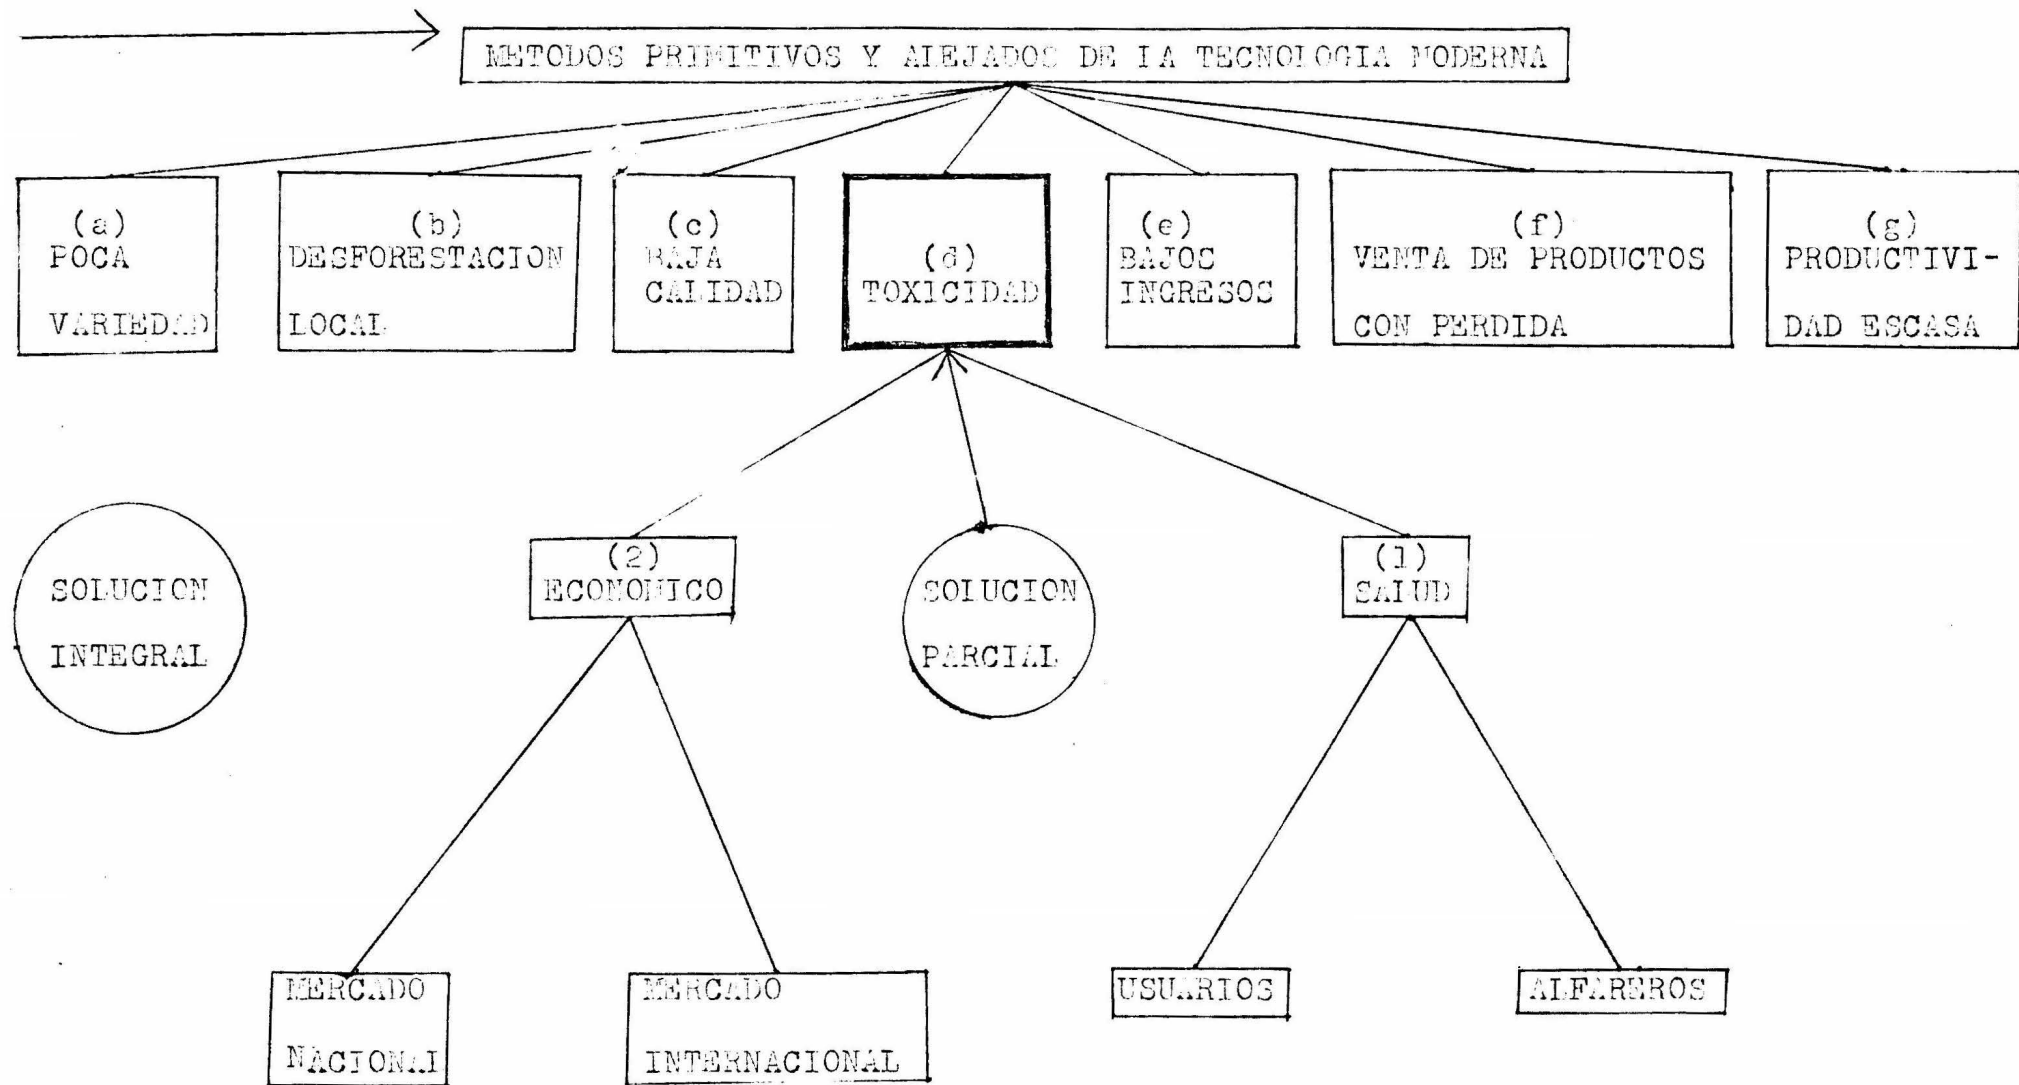 METODOS PRIMITIVOS Y ALEJADOS DE LA TECNOLOGIA MODERNA
(a)
POCA
VARIEDAD
(b)
DESFORESTACION
LOCAL
(c)
BAJA
CALIDAD
(d)
TOXICIDAD
(e)
BAJOS
INGRESOS
(f)
VENTA DE PRODUCTOS
CON PERDIDA
(g)
PRODUCTIVI-
DAD ESCASA
SOLUCION
INTEGRAL
(2)
ECONOMICO
SOLUCION
PARCIAL
(1)
SALUD
MERCADO
NACIONAL
MERCADO
INTERNACIONAL
USUARIOS
ALFAREROS